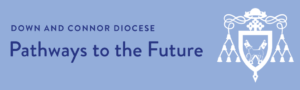 DOWN AND CONNOR DIOCESE
Pathways to the Future